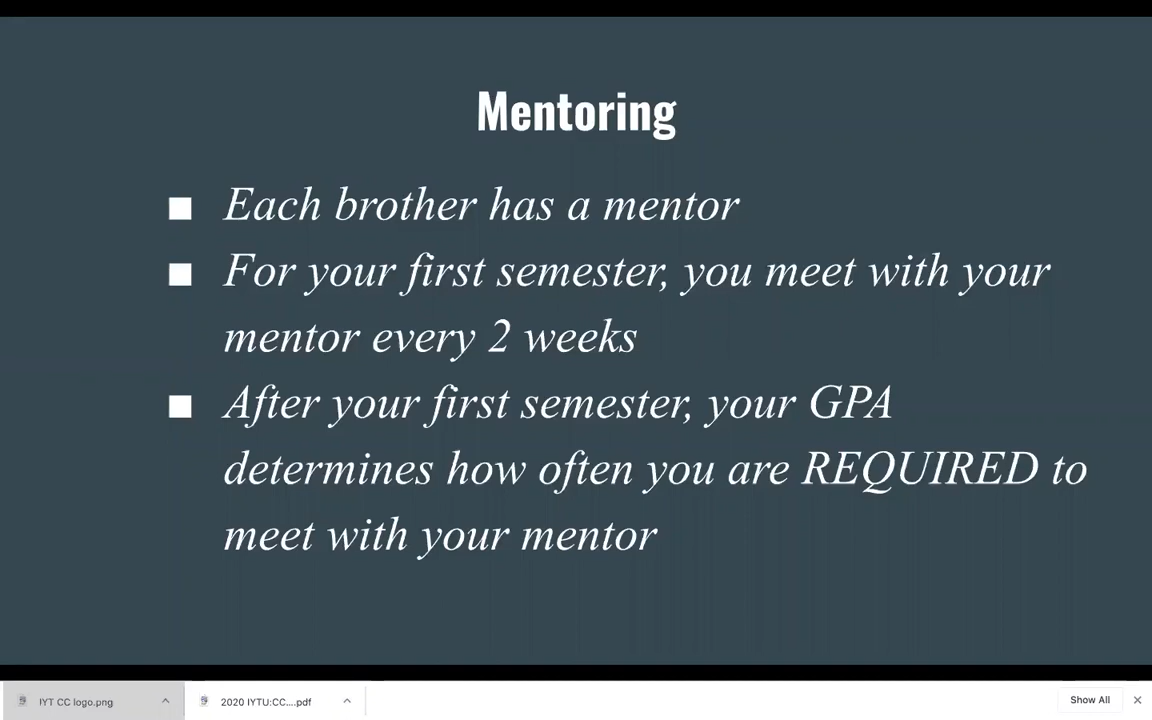 Mentoring
Each brother has a mentor
For your first semester, you meet with your
mentor every 2 weeks
After your first semester, your GPA
determines how often you are REQUIRED to
meet with your mentor
IYT CC logo.png
2020 IYTU:CC....pdf
Show All